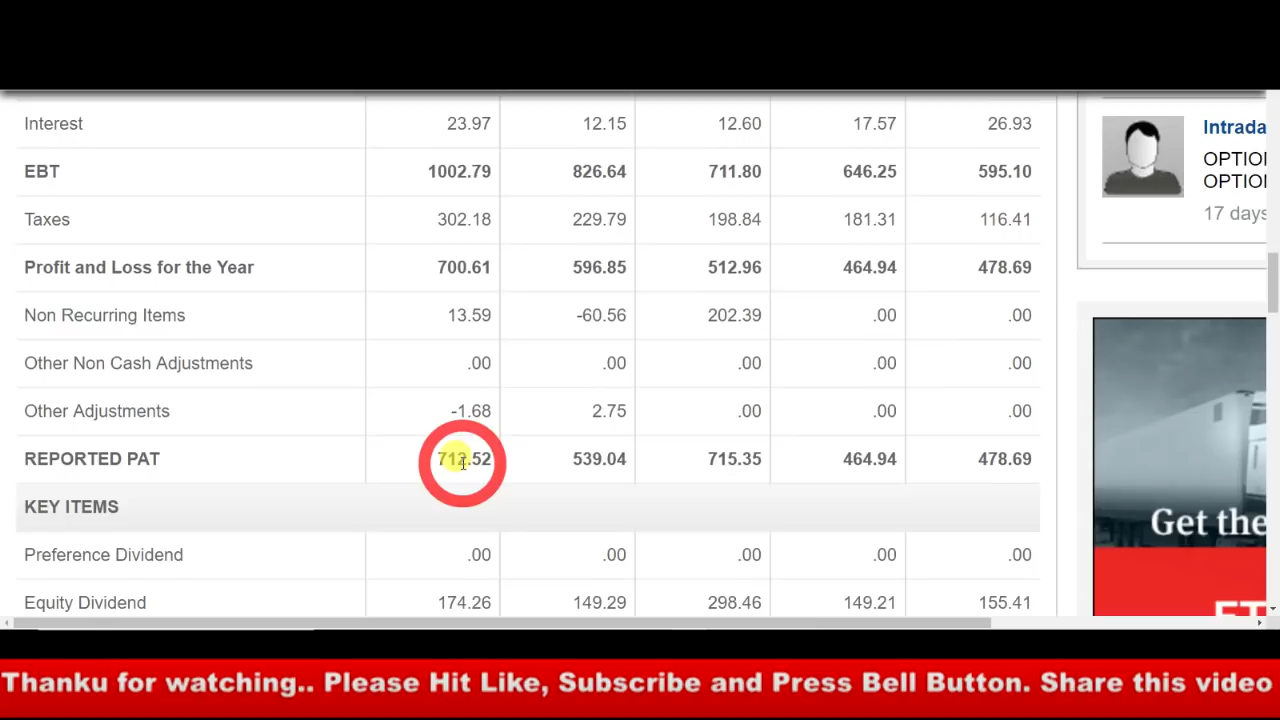 Interest 23.97 12.15 12.60 17.57 26.93
EBT 1002.79 826.64 711.80 646.25 595.10
Taxes 302.18 229.79 198.84 181.31 116.41
Profit and Loss for the Year 700.61 596.85 512.96 464.94 478.69
Non Recurring Items 13.59 -60.56 202.39 .00 .00
Other Non Cash Adjustments .00 .00 .00 .00 .00
Other Adjustments -1.68 2.75 .00 .00 .00
REPORTED PAT 712.52 539.04 715.35 464.94 478.69
KEY ITEMS
Preference Dividend .00 .00 .00 .00 .00
Equity Dividend 174.26 149.29 298.46 149.21 155.41
Intrada
OPTIO
OPTIO
17 days
Get the
Thanku for watching.. Please Hit Like, Subscribe and Press Bell Button. Share this video